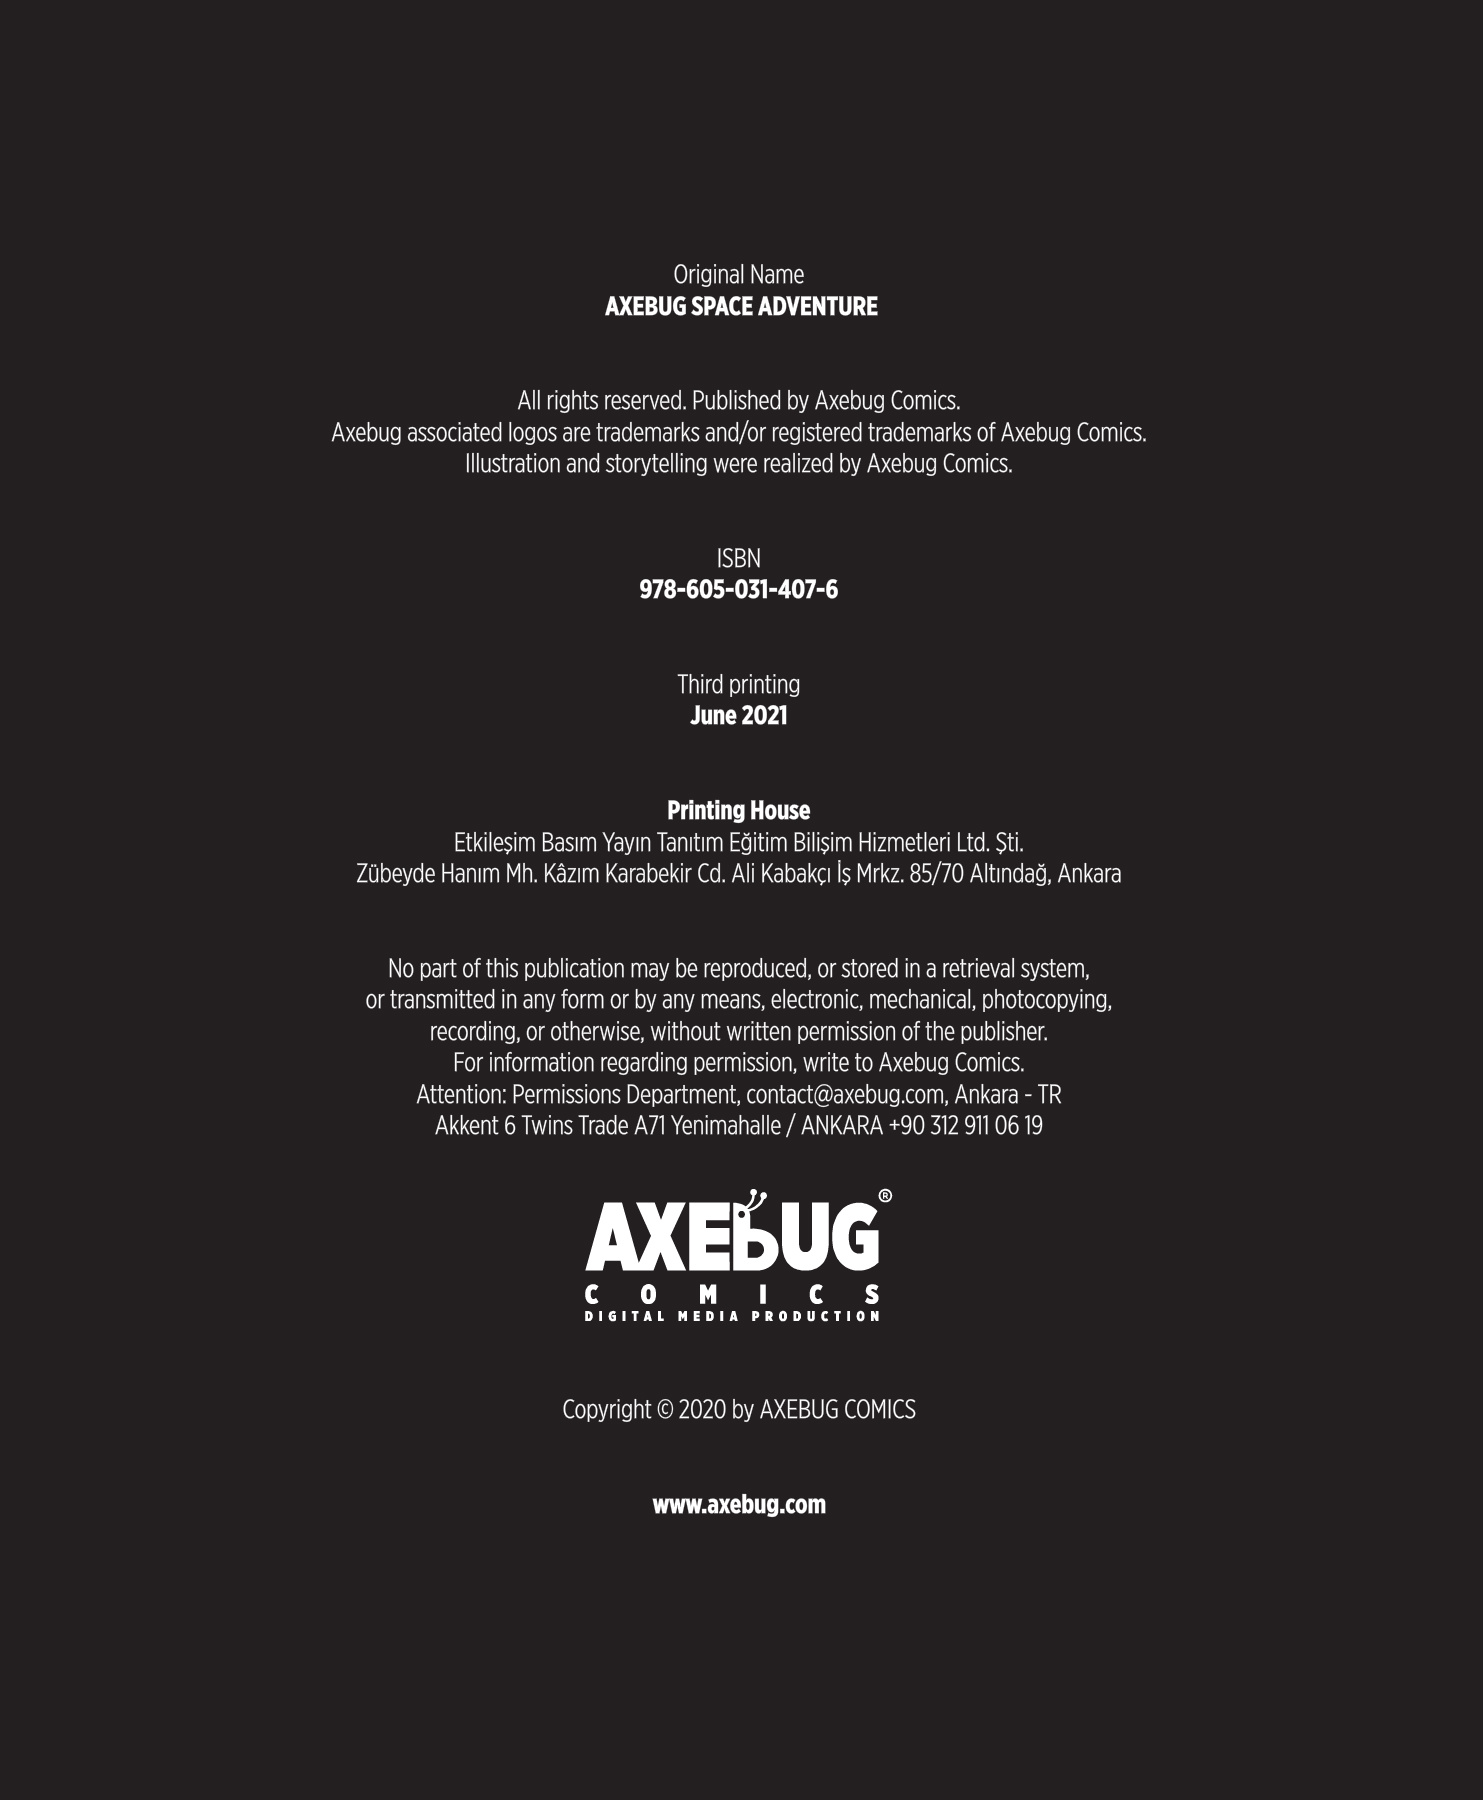 Original Name
AXEBUG SPACE ADVENTURE
All rights reserved. Published by Axebug Comics.
Axebug associated logos are trademarks and/or registered trademarks of Axebug Comics.
Illustration and storytelling were realized by Axebug Comics.
ISBN
978-605-031-407-6
Third printing
June 2021
Printing House
Etkileşim Basım Yayın Tanıtım Eğitim Bilişim Hizmetleri Ltd. Şti.
Zübeyde Hanım Mh. Kâzım Karabekir Cd. Ali Kabakçı İş Mrkz. 85/70 Altındağ, Ankara
No part of this publication may be reproduced, or stored in a retrieval system,
or transmitted in any form or by any means, electronic, mechanical, photocopying,
recording, or otherwise, without written permission of the publisher.
For information regarding permission, write to Axebug Comics.
Attention: Permissions Department, contact@axebug.com, Ankara - TR
Akkent 6 Twins Trade A71 Yenimahalle / ANKARA +90 312 911 06 19
AXEbUG®
COMICS
DIGITAL MEDIA PRODUCTION
Copyright © 2020 by AXEBUG COMICS
www.axebug.com